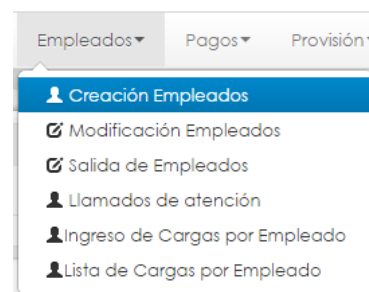 Empleados Pagos Provisión
Creación Empleados
Modificación Empleados
Salida de Empleados
Llamados de atención
Ingreso de Cargas por Empleado
Lista de Cargas por Empleado